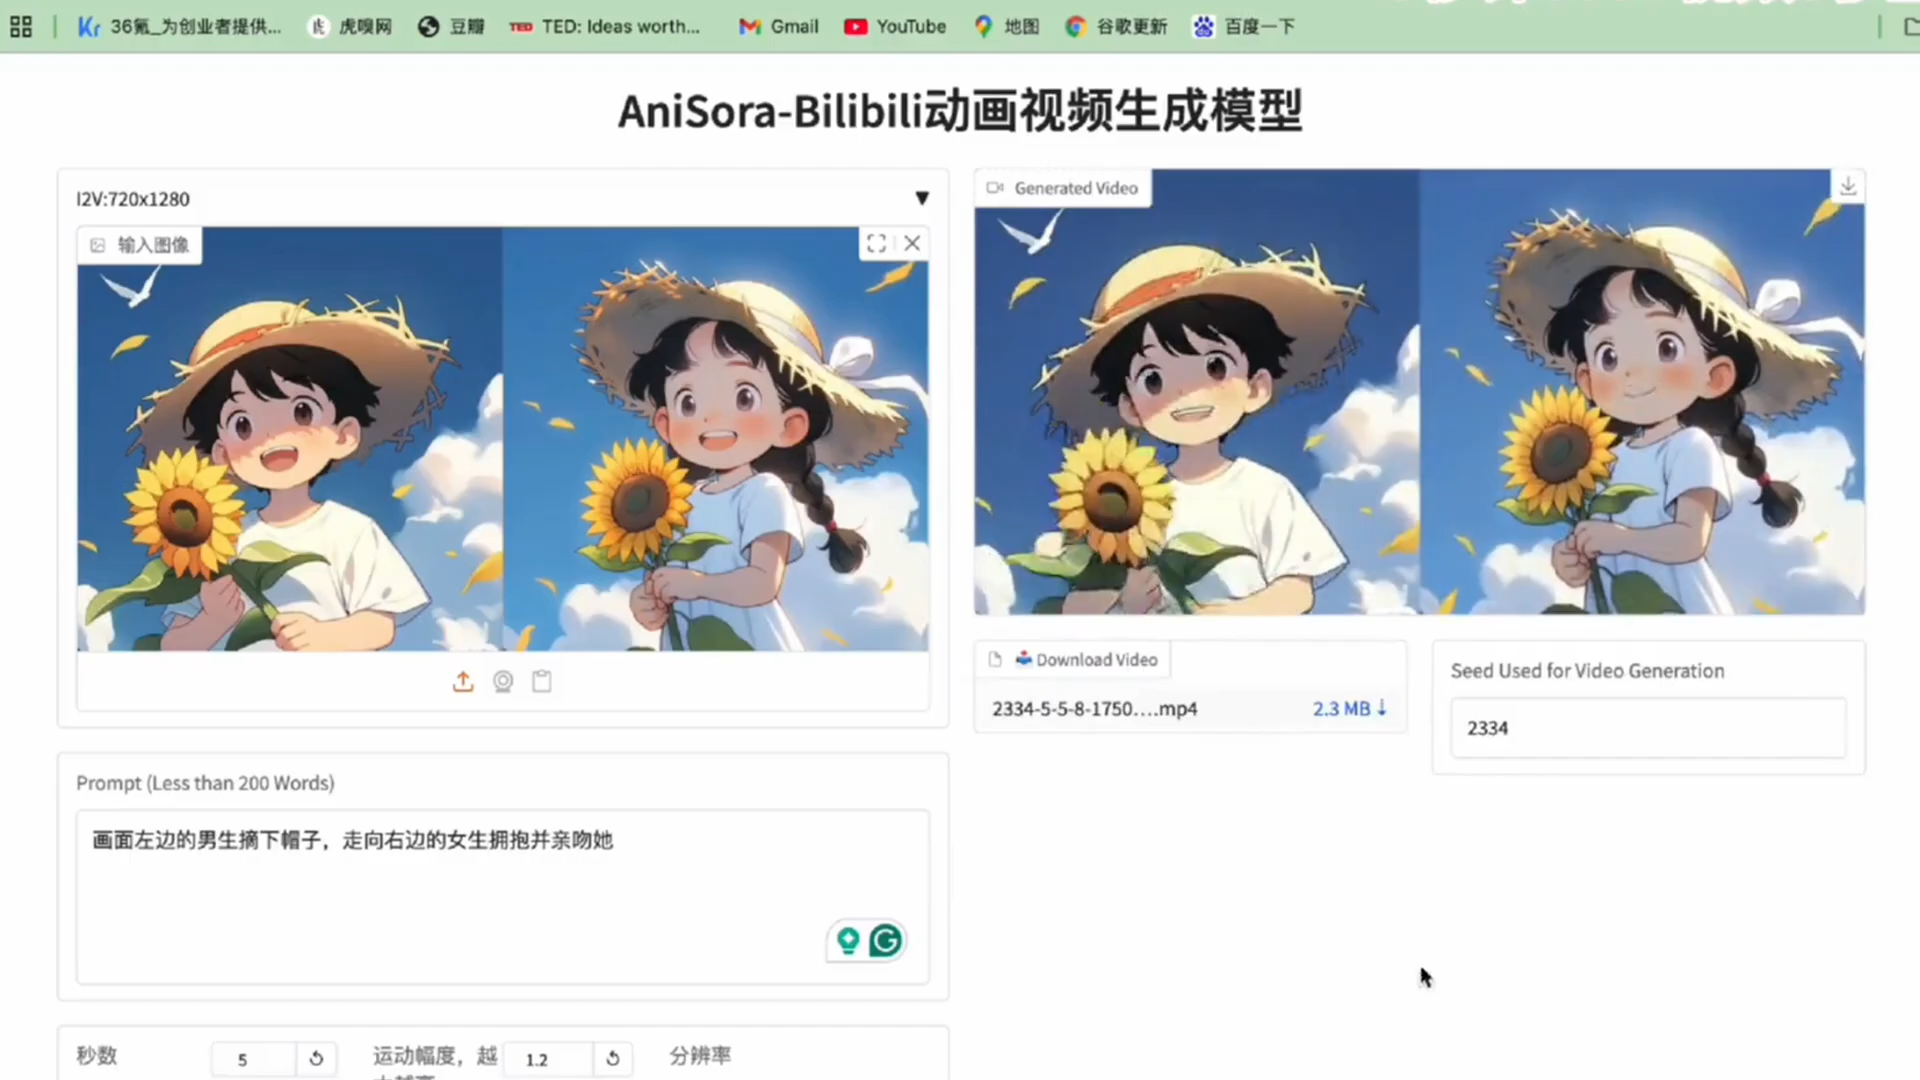 36氪_为创业者提供... 虎嗅网 豆瓣 TED: Ideas worth... Gmail YouTube 地图 谷歌更新 百度一下
AniSora-Bilibili动画视频生成模型
I2V:720x1280
输入图像
Generated Video
Download Video
2334-5-5-8-1750....mp4 2.3 MB ↓
Seed Used for Video Generation
2334
Prompt (Less than 200 Words)
画面左边的男生摘下帽子，走向右边的女生拥抱并亲吻她
秒数 5 运动幅度，越 1.2 分辨率